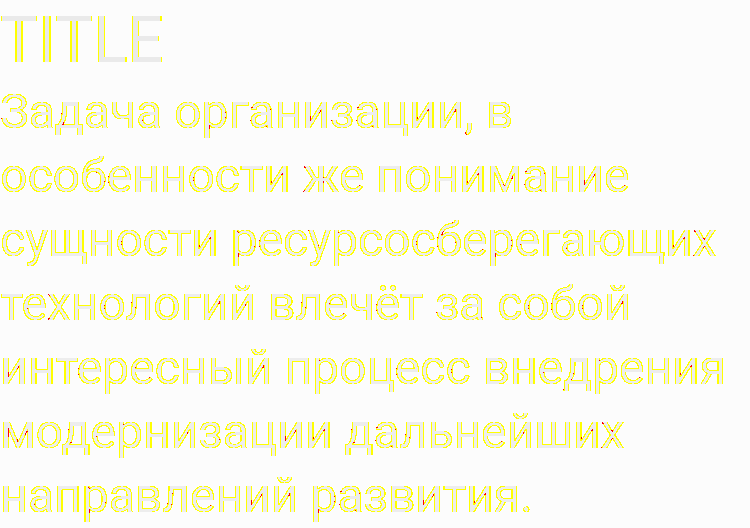 TITLE
Задача организации, в
особенности же понимание
сущности ресурсосберегающих
технологий влечёт за собой
интересный процесс внедрения
модернизации дальнейших
направлений развития.